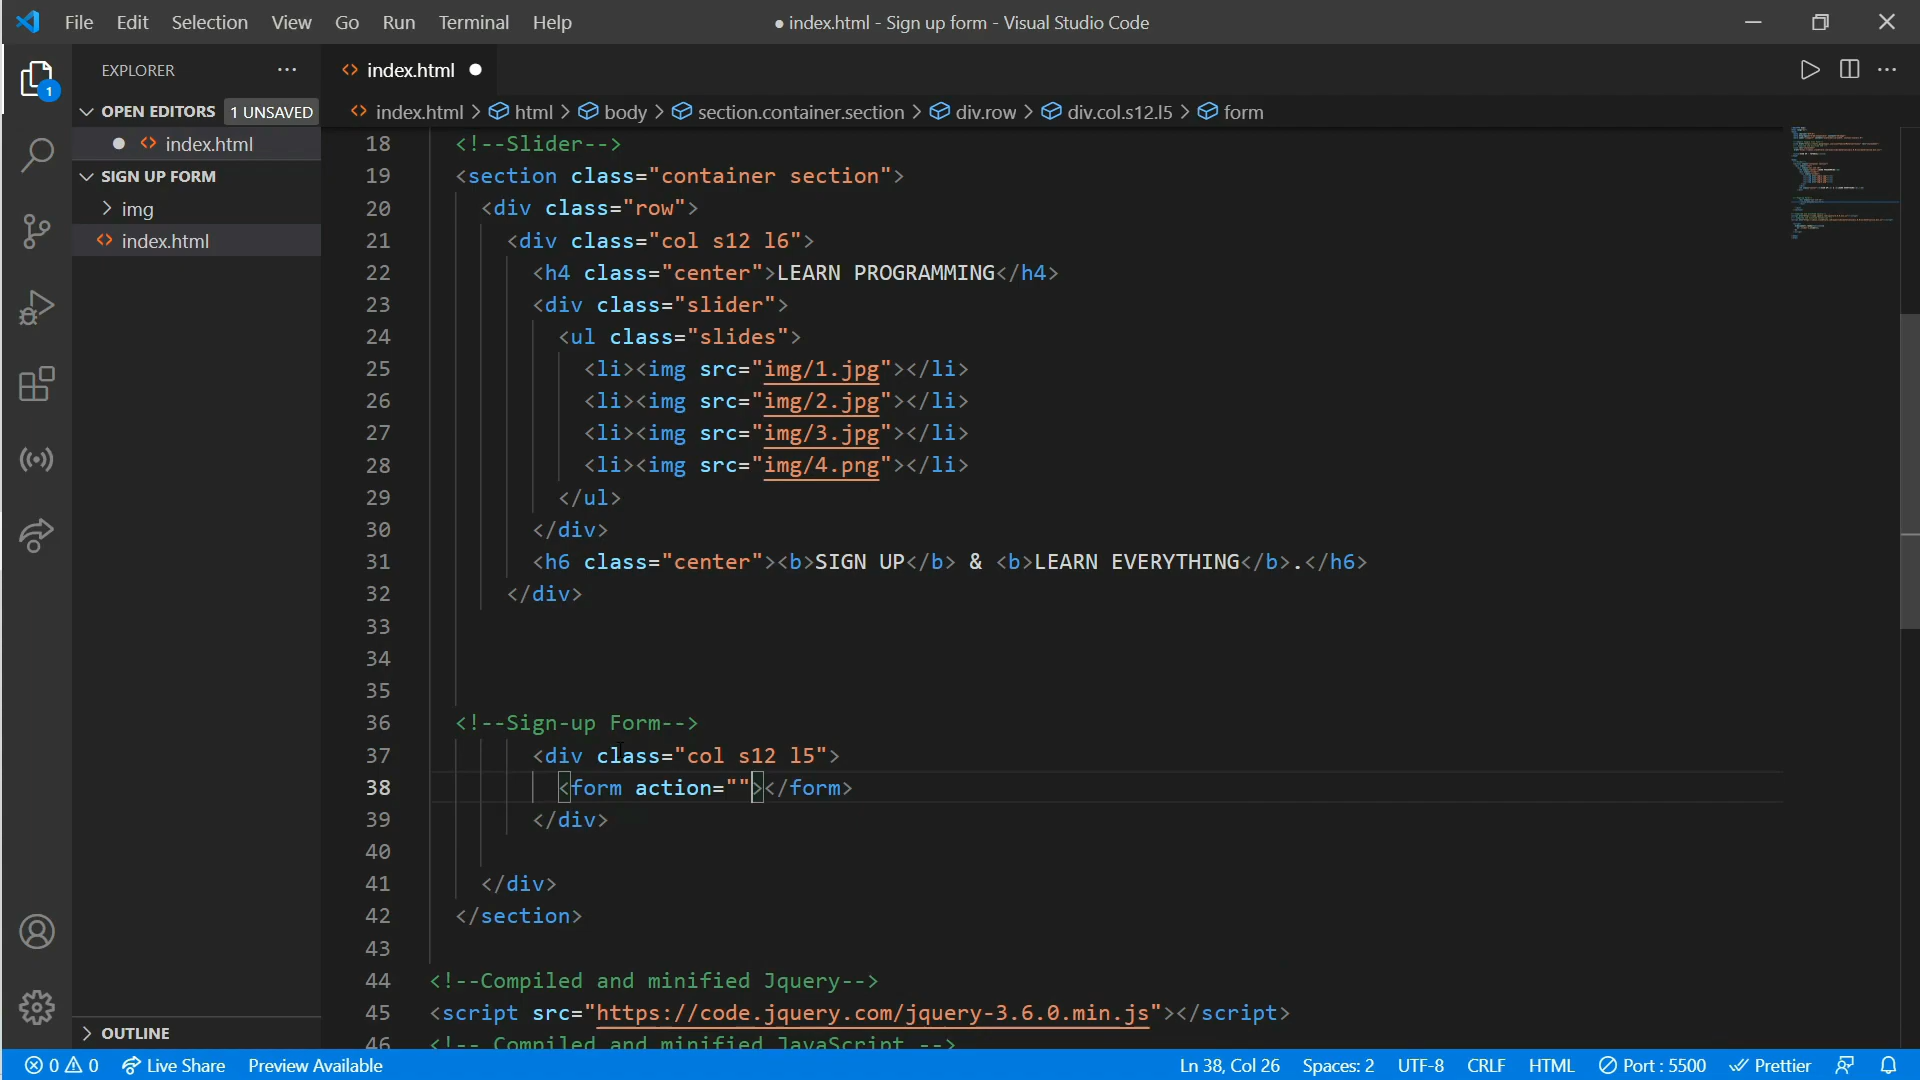 File Edit Selection View Go Run Terminal Help
● index.html - Sign up form - Visual Studio Code
EXPLORER ···
index.html ●
1
OPEN EDITORS 1 UNSAVED
index.html > html > body > section.container.section > div.row > div.col.s12.l5 > form
● index.html
SIGN UP FORM
img
index.html
18 <!--Slider-->
19 <section class="container section">
20 <div class="row">
21 <div class="col s12 l6">
22 <h4 class="center">LEARN PROGRAMMING</h4>
23 <div class="slider">
24 <ul class="slides">
25 <li><img src="img/1.jpg"></li>
26 <li><img src="img/2.jpg"></li>
27 <li><img src="img/3.jpg"></li>
28 <li><img src="img/4.png"></li>
29 </ul>
30 </div>
31 <h6 class="center"><b>SIGN UP</b> & <b>LEARN EVERYTHING</b>.</h6>
32 </div>
33
34
35
36 <!--Sign-up Form-->
37 <div class="col s12 l5">
38 <form action=""></form>
39 </div>
40
41 </div>
42 </section>
43
44 <!--Compiled and minified Jquery-->
45 <script src="https://code.jquery.com/jquery-3.6.0.min.js"></script>
46 <!-- Compiled and minified JavaScript -->
OUTLINE
0 0 Live Share Preview Available
Ln 38, Col 26 Spaces: 2 UTF-8 CRLF HTML Port : 5500 Prettier